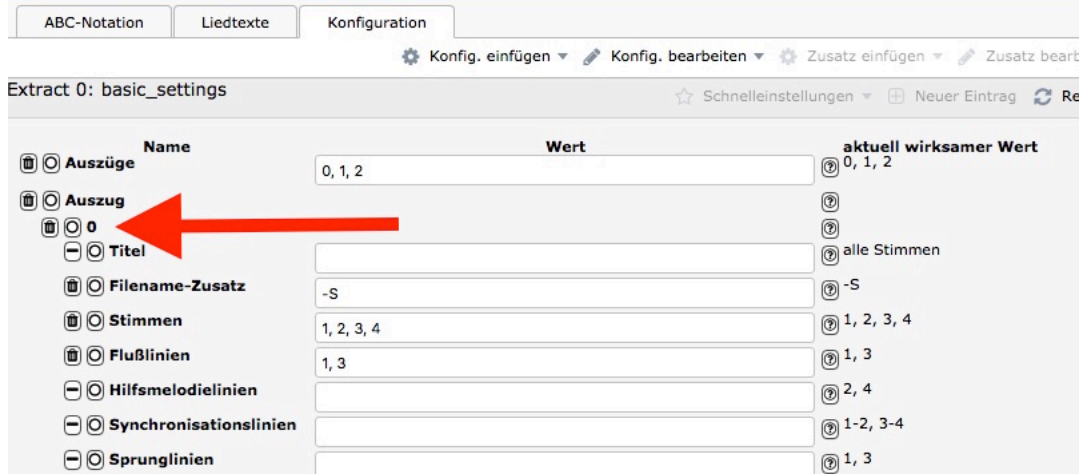 ABC-Notation Liedtexte Konfiguration
Konfig. einfügen Konfig. bearbeiten Zusatz einfügen Zusatz bearb
Extract 0: basic_settings Schnelleinstellungen Neuer Eintrag Re
Name Wert aktuell wirksamer Wert
Auszüge 0, 1, 2 0, 1, 2
Auszug
0
Titel alle Stimmen
Filename-Zusatz -S -S
Stimmen 1, 2, 3, 4 1, 2, 3, 4
Flußlinien 1, 3 1, 3
Hilfsmelodielinien 2, 4
Synchronisationslinien 1-2, 3-4
Sprunglinien 1, 3